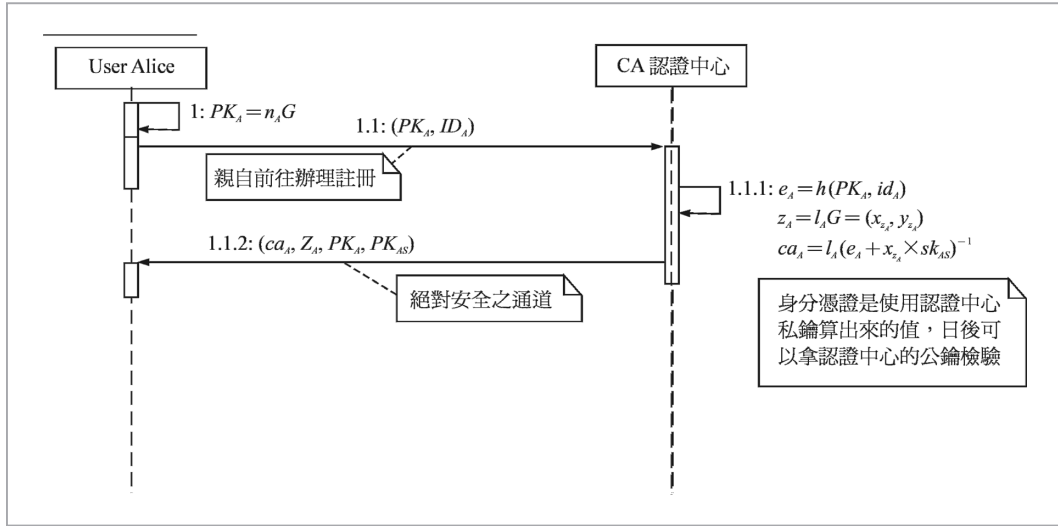 User Alice
CA 認證中心
1: PK_A = n_A G
1.1: (PK_A, ID_A)
親自前往辦理註冊
1.1.1: e_A = h(PK_A, id_A)
z_A = l_A G = (x_{z_A}, y_{z_A})
ca_A = l_A(e_A + x_{z_A} × sk_{AS})^{-1}
1.1.2: (ca_A, Z_A, PK_A, PK_{AS})
絕對安全之通道
身分憑證是使用認證中心
私鑰算出來的值，日後可
以拿認證中心的公鑰檢驗